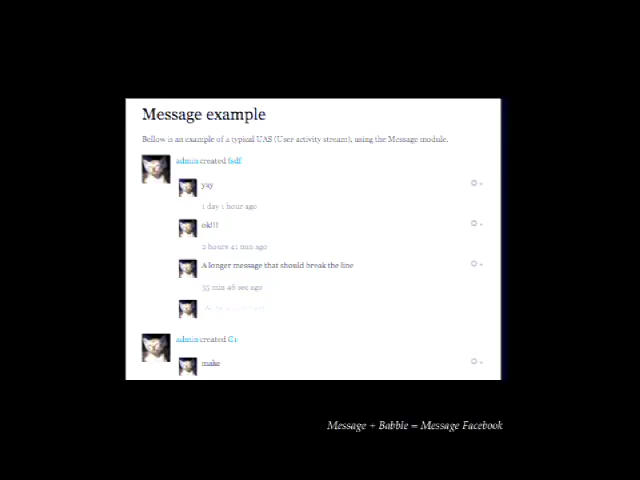 Message example
Bellow is an example of a typical UAS (User activity stream), using the Message module.
admin created fsdf
yay
1 day 1 hour ago
ok!!!
2 hours 41 min ago
A longer message that should break the line
35 min 46 sec ago
admin created C1
make
Message + Babble = Message Facebook